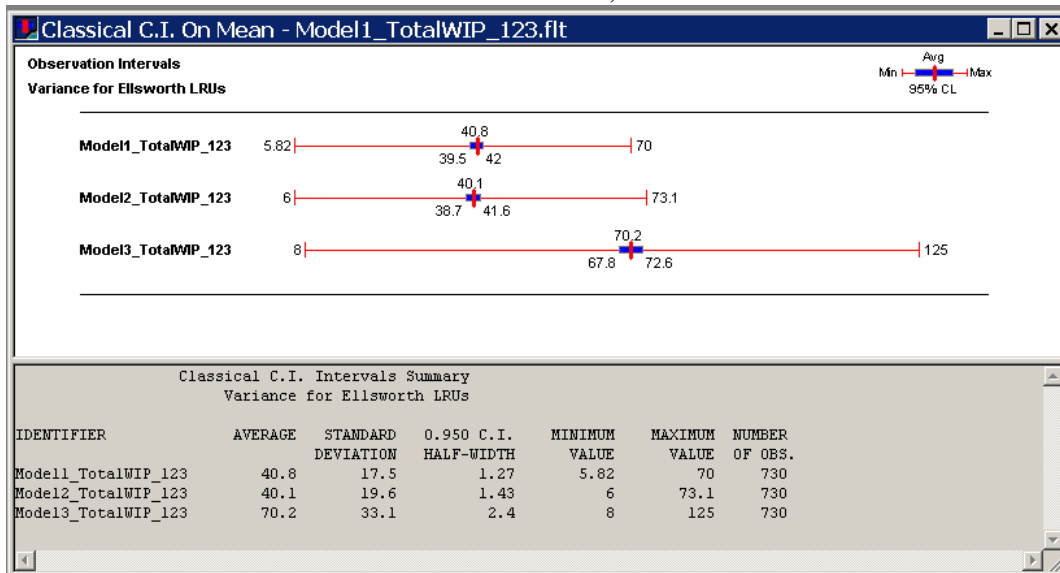 Classical C.I. On Mean - Model1_TotalWIP_123.flt
Observation Intervals
Variance for Ellsworth LRUs
Avg
Min Max
95% CL
Model1_TotalWIP_123 5.82 40.8 70
39.5 42
Model2_TotalWIP_123 6 40.1 73.1
38.7 41.6
Model3_TotalWIP_123 8 70.2 125
67.8 72.6
Classical C.I. Intervals Summary
Variance for Ellsworth LRUs
IDENTIFIER AVERAGE STANDARD 0.950 C.I. MINIMUM MAXIMUM NUMBER
DEVIATION HALF-WIDTH VALUE VALUE OF OBS.
Model1_TotalWIP_123 40.8 17.5 1.27 5.82 70 730
Model2_TotalWIP_123 40.1 19.6 1.43 6 73.1 730
Model3_TotalWIP_123 70.2 33.1 2.4 8 125 730